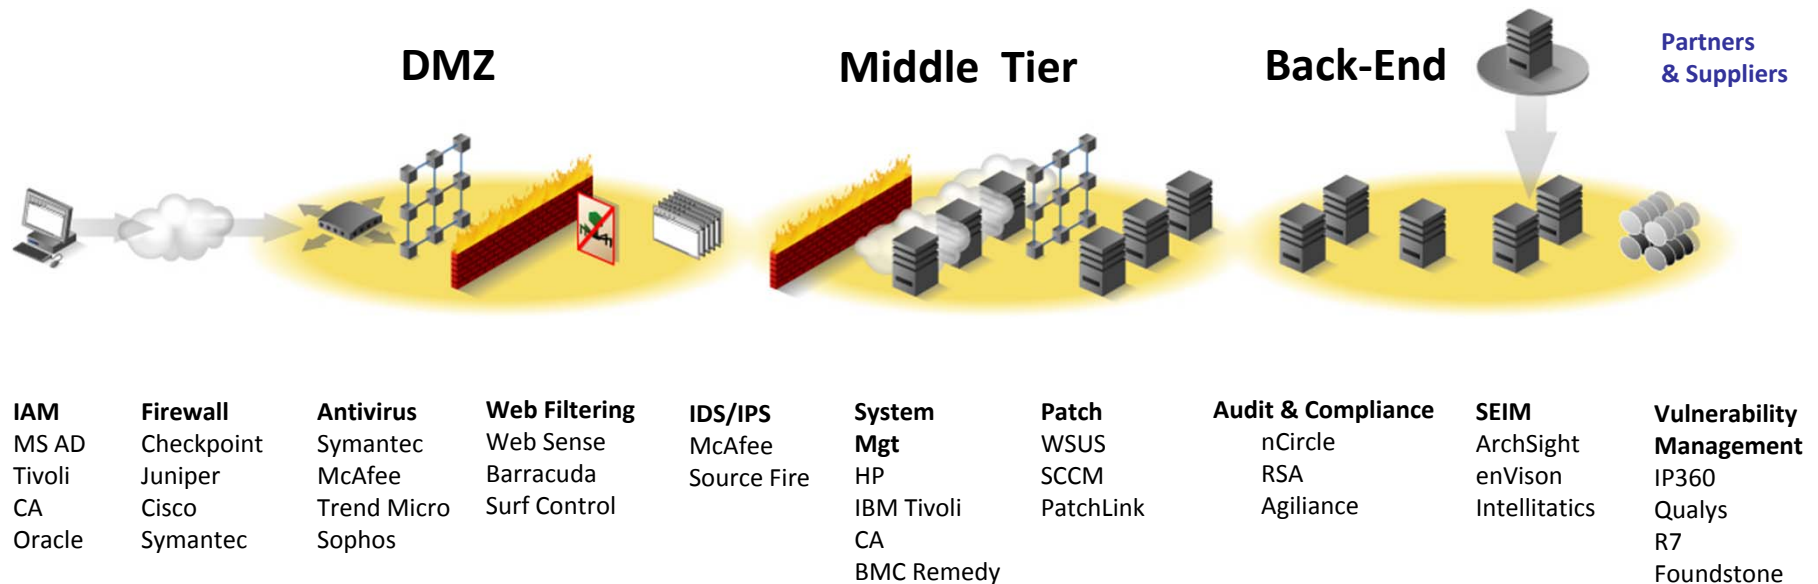 DMZ
Middle Tier
Back-End
Partners
& Suppliers
IAM
MS AD
Tivoli
CA
Oracle
Firewall
Checkpoint
Juniper
Cisco
Symantec
Antivirus
Symantec
McAfee
Trend Micro
Sophos
Web Filtering
Web Sense
Barracuda
Surf Control
IDS/IPS
McAfee
Source Fire
System
Mgt
HP
IBM Tivoli
CA
BMC Remedy
Patch
WSUS
SCCM
PatchLink
Audit & Compliance
nCircle
RSA
Agiliance
SEIM
ArchSight
enVison
Intellitatics
Vulnerability
Management
IP360
Qualys
R7
Foundstone